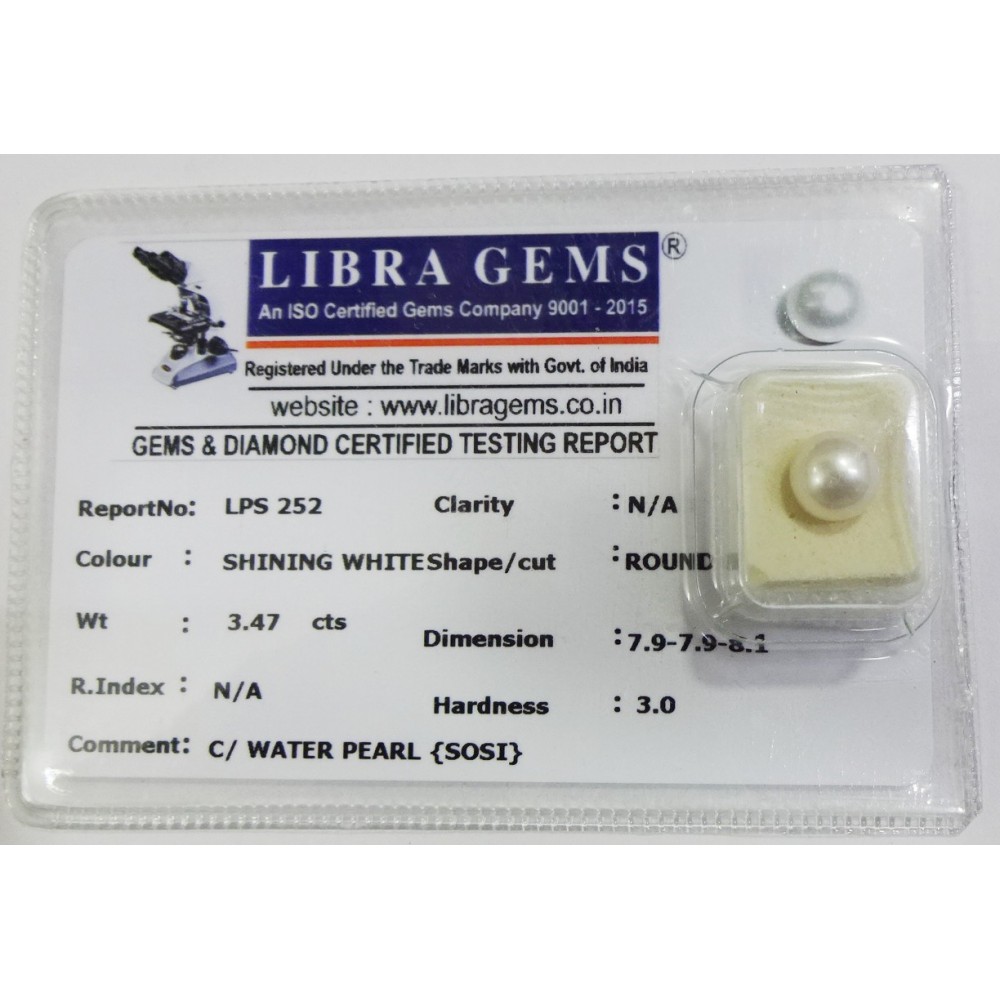 LIBRA GEMS ®
An ISO Certified Gems Company 9001 - 2015
Registered Under the Trade Marks with Govt. of India
website : www.libragems.co.in
GEMS & DIAMOND CERTIFIED TESTING REPORT
ReportNo: LPS 252 Clarity : N/A
Colour : SHINING WHITE Shape/cut : ROUND
Wt : 3.47 cts Dimension : 7.9-7.9-8.1
R.Index : N/A Hardness : 3.0
Comment: C/ WATER PEARL {SOSI}